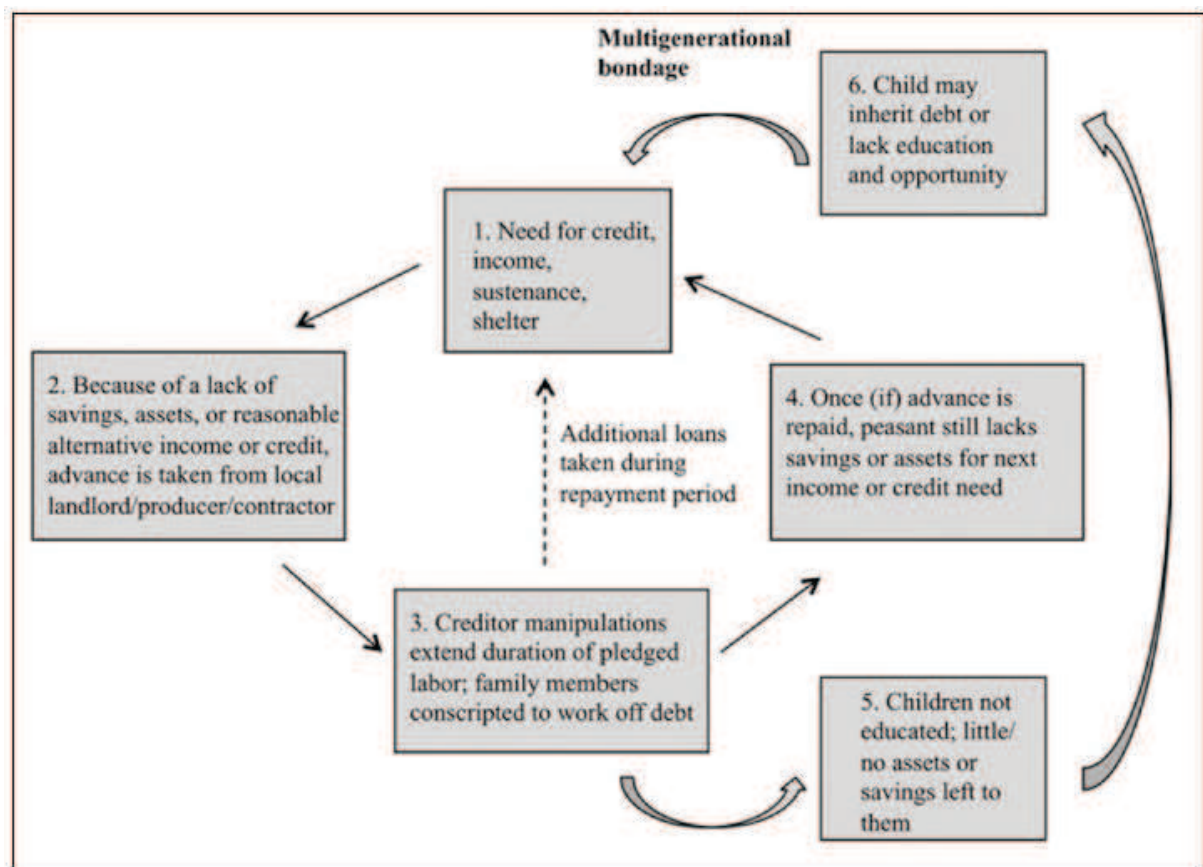 Multigenerational
bondage
6. Child may
inherit debt or
lack education
and opportunity
1. Need for credit,
income,
sustenance,
shelter
2. Because of a lack of
savings, assets, or reasonable
alternative income or credit,
advance is taken from local
landlord/producer/contractor
Additional loans
taken during
repayment period
4. Once (if) advance is
repaid, peasant still lacks
savings or assets for next
income or credit need
3. Creditor manipulations
extend duration of pledged
labor; family members
conscripted to work off debt
5. Children not
educated; little/
no assets or
savings left to
them